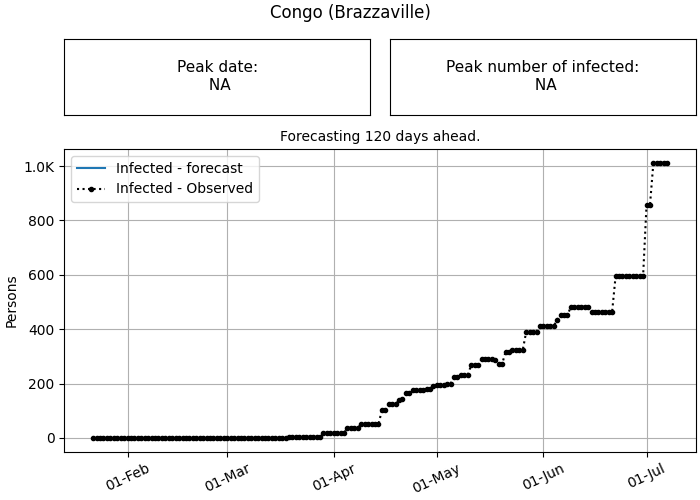 Congo (Brazzaville)
Peak date:
NA
Peak number of infected:
NA
Forecasting 120 days ahead.
Infected - forecast
Infected - Observed
1.0K
800
600
400
200
0
Persons
01-Feb
01-Mar
01-Apr
01-May
01-Jun
01-Jul